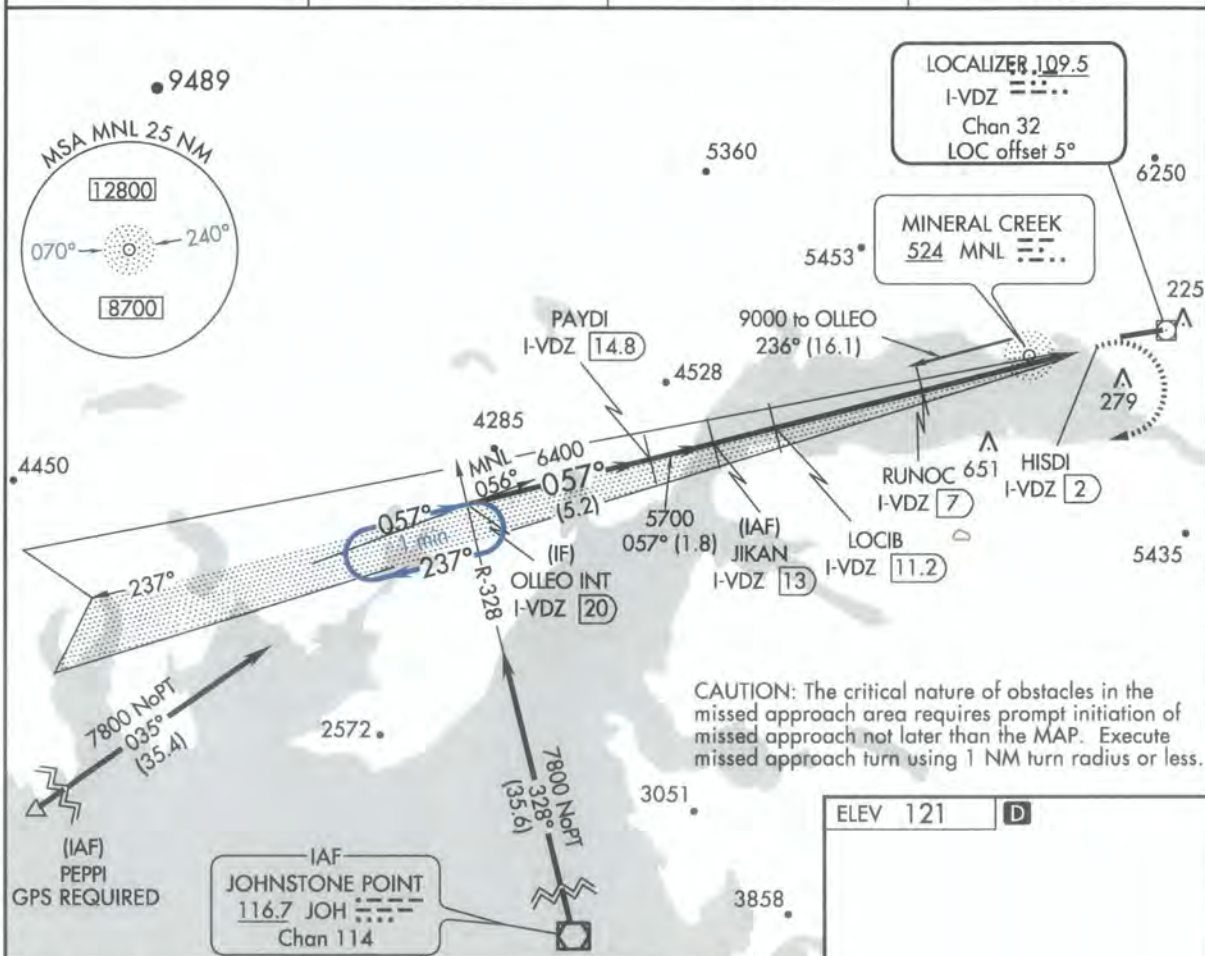 9489
MSA MNL 25 NM
12800
070°
240°
8700
5360
LOCALIZER 109.5
I-VDZ
Chan 32
LOC offset 5°
6250
MINERAL CREEK
524 MNL
5453
225
PAYDI
I-VDZ 14.8
9000 to OLLEO
236° (16.1)
4528
279
4285
MNL 6400
056° 057°
(5.2)
4450
RUNOC
I-VDZ 7
651
HISDI
I-VDZ 2
057°
1 min
237°
5700
057° (1.8)
(IAF)
JIKAN
I-VDZ 13
LOCIB
I-VDZ 11.2
5435
(IF)
OLLEO INT
I-VDZ 20
237°
R-328
7800 NoPT
035°
(35.4)
2572
CAUTION: The critical nature of obstacles in the
missed approach area requires prompt initiation of
missed approach not later than the MAP. Execute
missed approach turn using 1 NM turn radius or less.
7800 NoPT
328°
(35.6)
3051
ELEV 121 D
(IAF)
PEPPI
GPS REQUIRED
IAF
JOHNSTONE POINT
116.7 JOH
Chan 114
3858